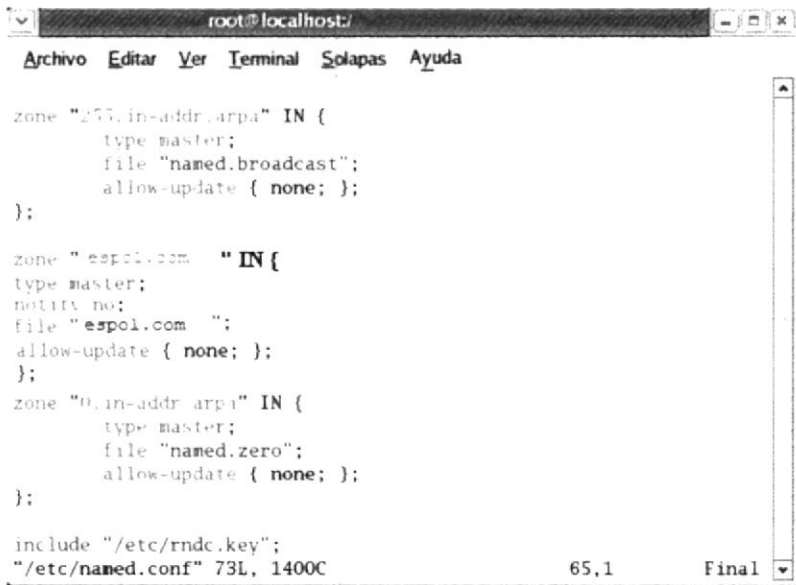 root@localhost:/
Archivo Editar Ver Terminal Solapas Ayuda
zone "255.in-addr.arpa" IN {
type master;
file "named.broadcast";
allow-update { none; };
};
zone " espol.com " IN {
type master;
notify no;
file " espol.com ";
allow-update { none; };
};
zone "0.in-addr arpa" IN {
type master;
file "named.zero";
allow-update { none; };
};
include "/etc/rndc.key";
"/etc/named.conf" 73L, 1400C 65,1 Final